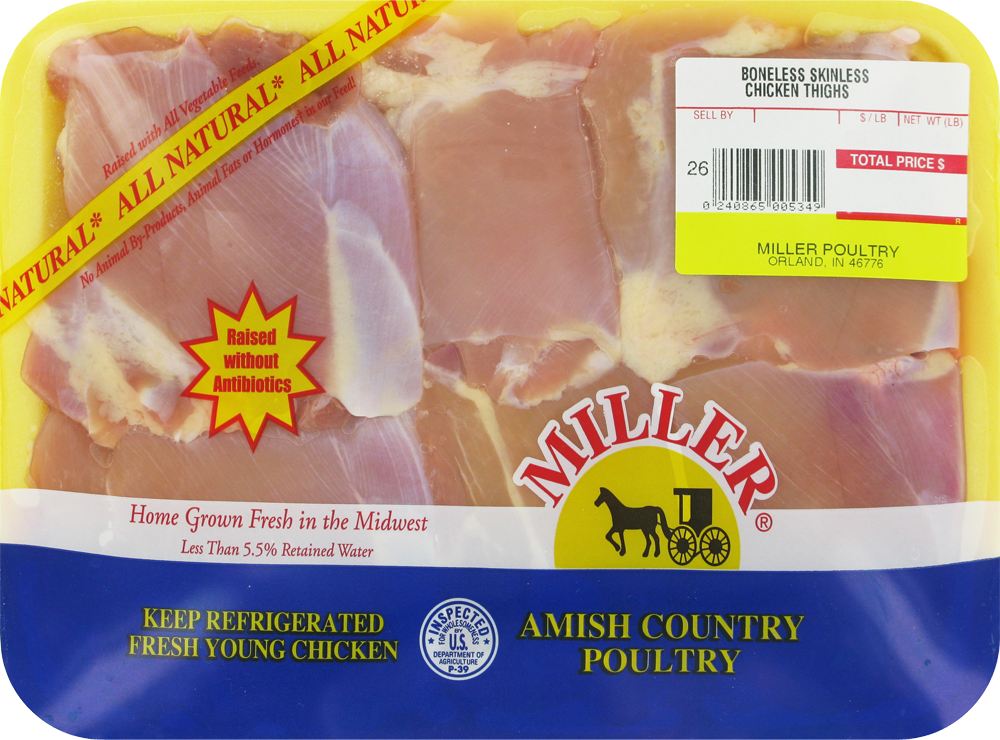 ALL NATURAL* ALL NATU
NATURAL*
Raised with All Vegetable Feeds.
No Animal By-Products, Animal Fats or Hormones† in our Feed!
BONELESS SKINLESS
CHICKEN THIGHS
SELL BY $ / LB NET WT (LB)
26
TOTAL PRICE $
0 240865 005349
R
MILLER POULTRY
ORLAND, IN 46776
Raised
without
Antibiotics
MILLER®
Home Grown Fresh in the Midwest
Less Than 5.5% Retained Water
KEEP REFRIGERATED
FRESH YOUNG CHICKEN
INSPECTED
FOR WHOLESOMENESS
BY
U.S.
DEPARTMENT OF
AGRICULTURE
P-39
AMISH COUNTRY
POULTRY